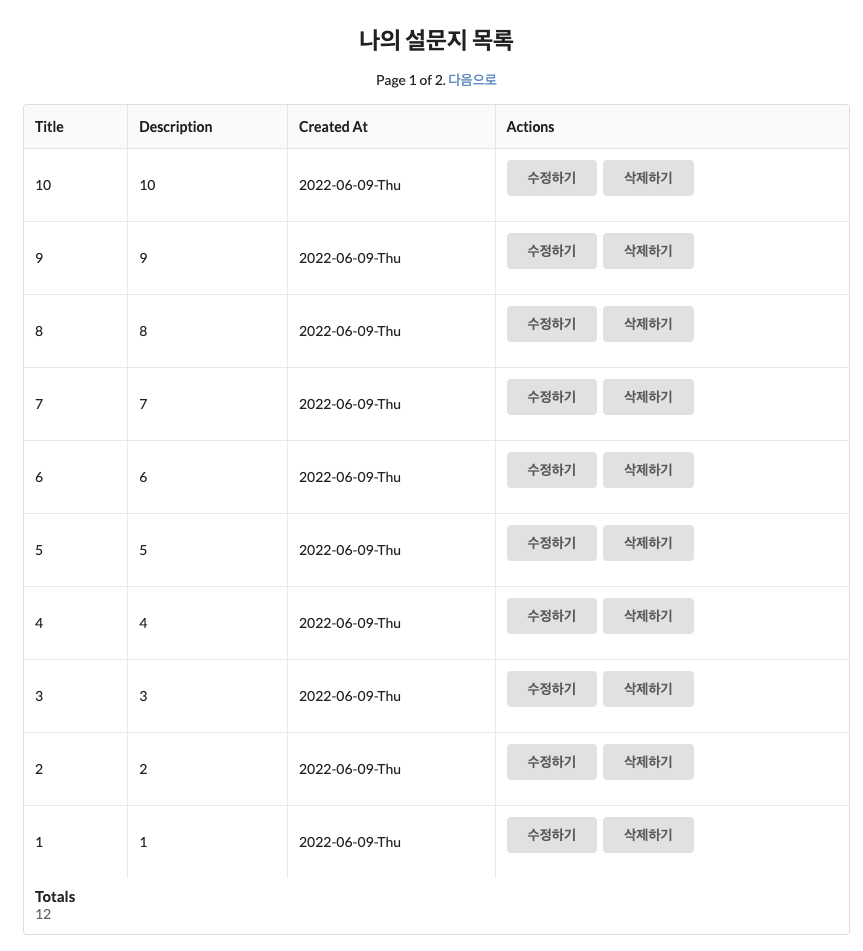 나의 설문지 목록
Page 1 of 2. 다음으로
Title Description Created At Actions
10 10 2022-06-09-Thu 수정하기 삭제하기
9 9 2022-06-09-Thu 수정하기 삭제하기
8 8 2022-06-09-Thu 수정하기 삭제하기
7 7 2022-06-09-Thu 수정하기 삭제하기
6 6 2022-06-09-Thu 수정하기 삭제하기
5 5 2022-06-09-Thu 수정하기 삭제하기
4 4 2022-06-09-Thu 수정하기 삭제하기
3 3 2022-06-09-Thu 수정하기 삭제하기
2 2 2022-06-09-Thu 수정하기 삭제하기
1 1 2022-06-09-Thu 수정하기 삭제하기
Totals
12